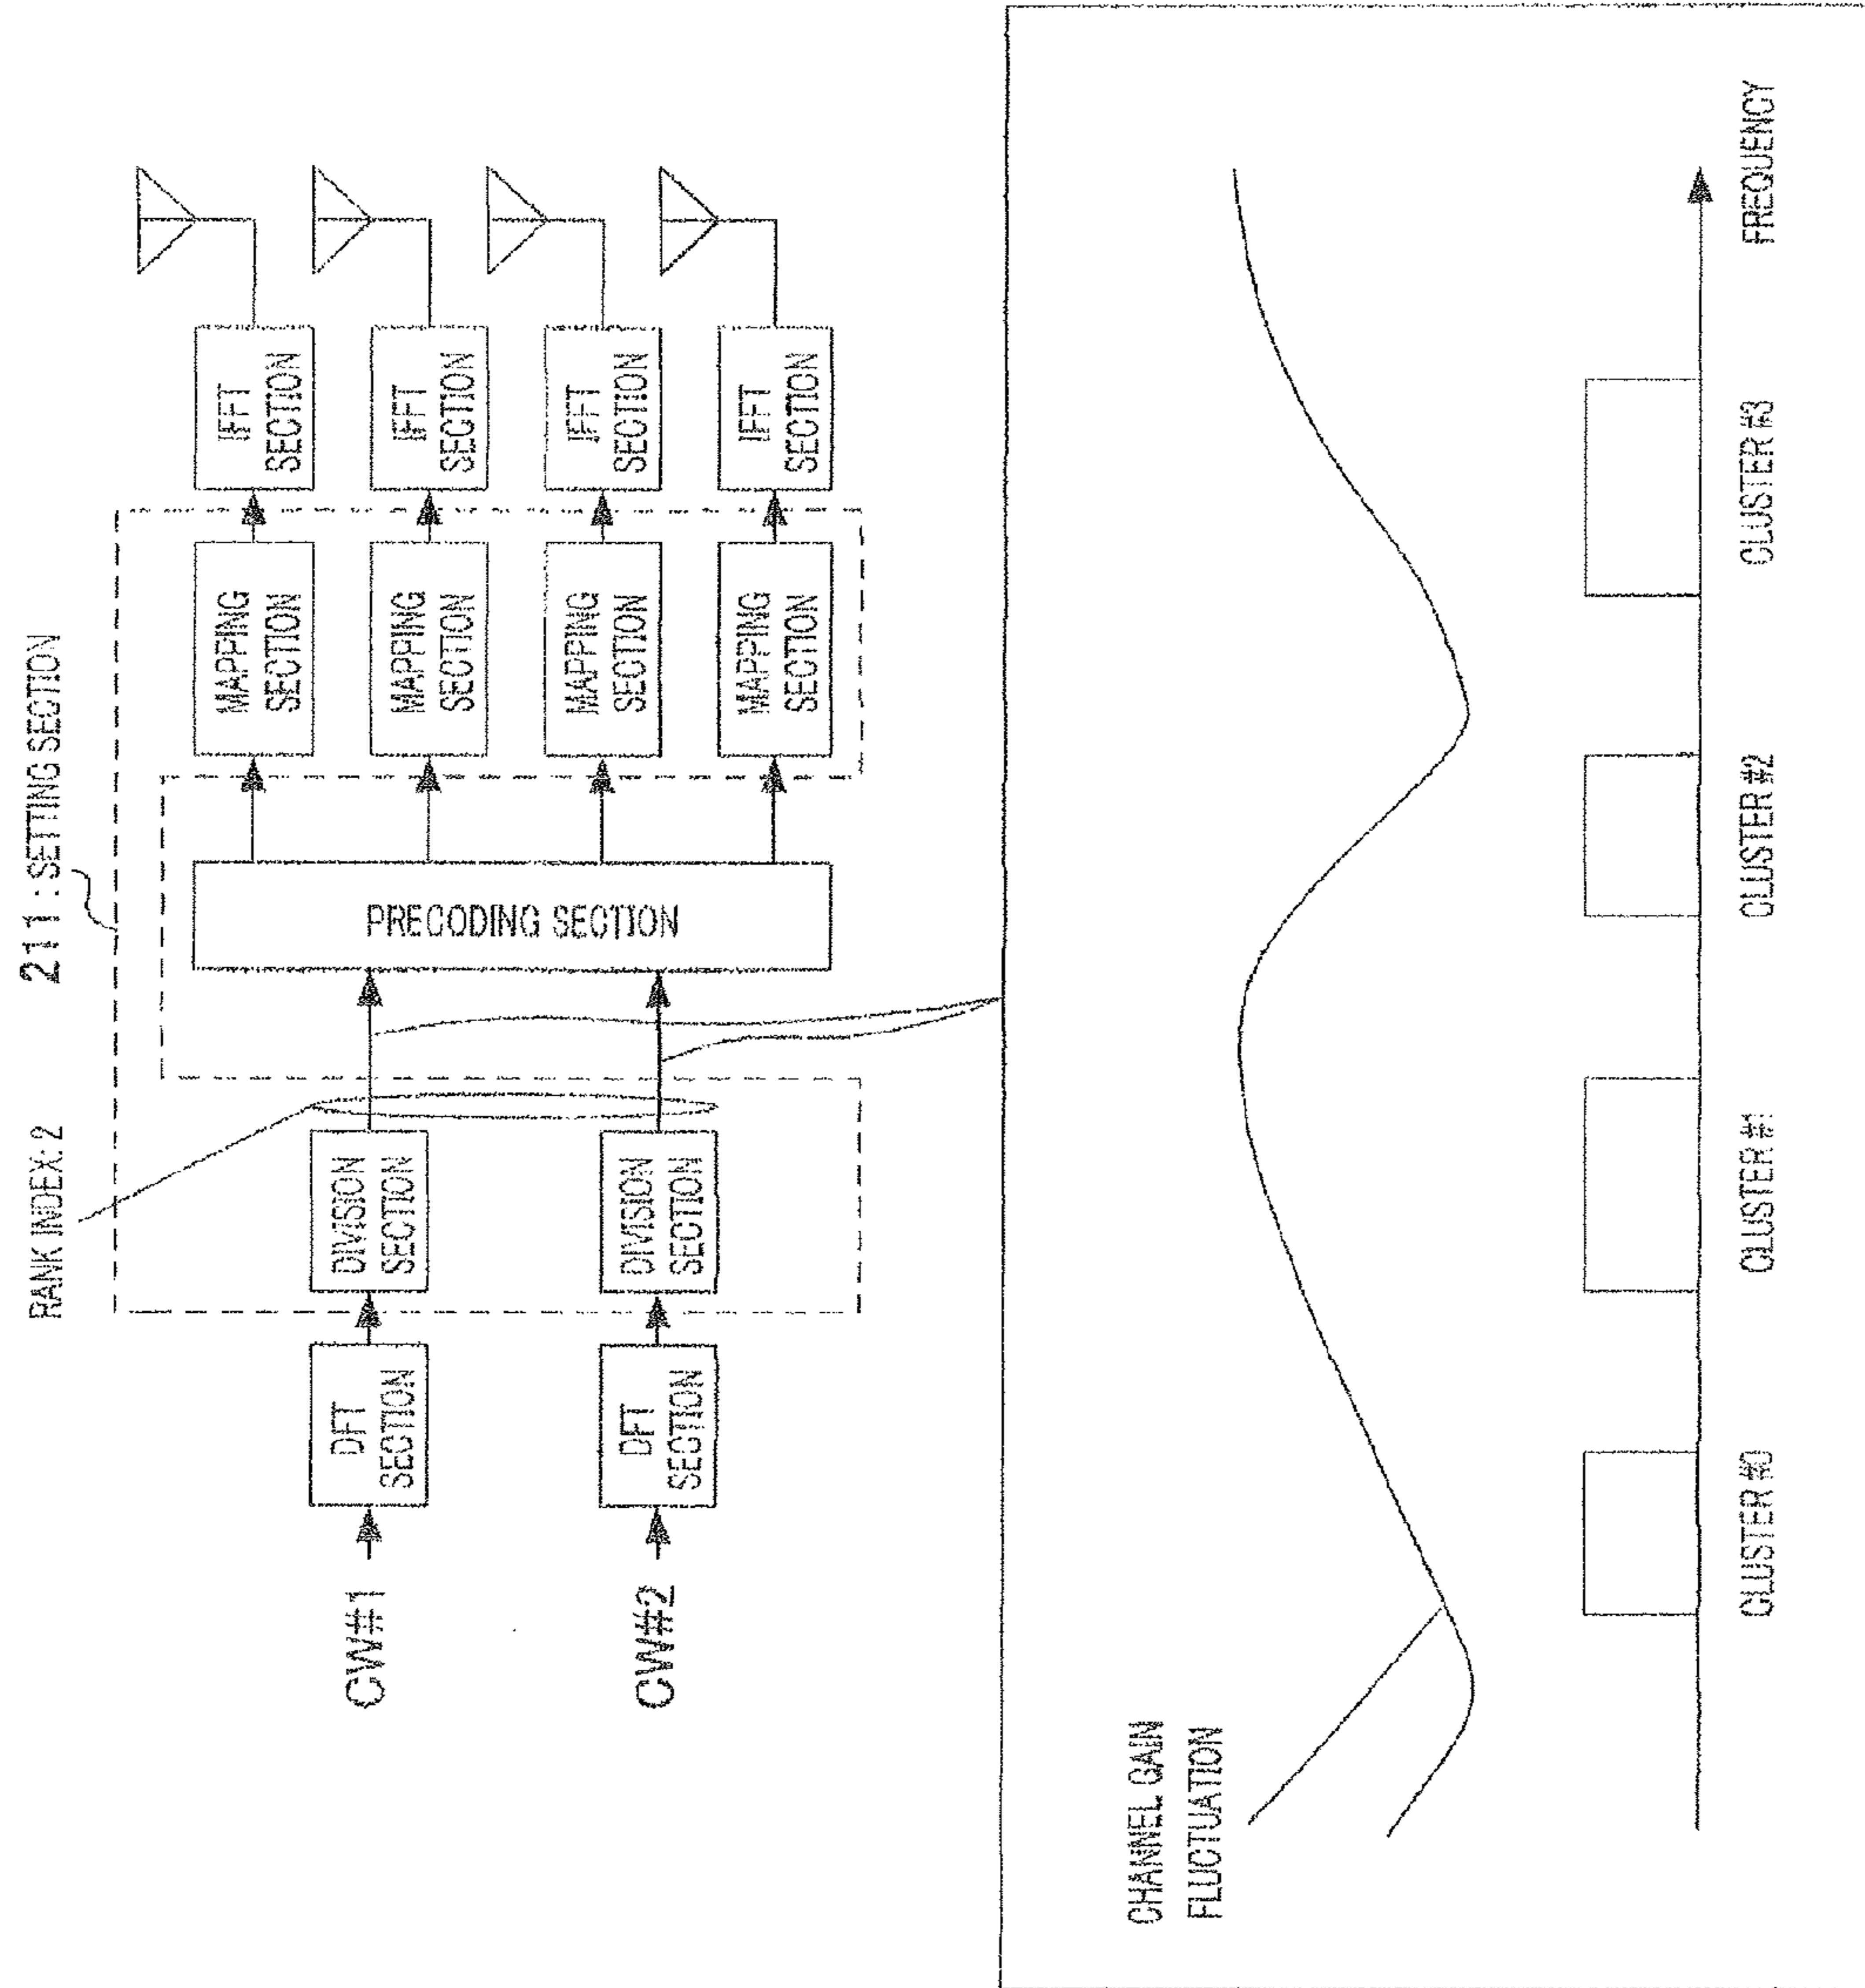 211 : SETTING SECTION
RANK INDEX: 2
CW#1
DFT
SECTION
DIVISION
SECTION
CW#2
DFT
SECTION
DIVISION
SECTION
PRECODING SECTION
MAPPING
SECTION
IFFT
SECTION
MAPPING
SECTION
IFFT
SECTION
MAPPING
SECTION
IFFT
SECTION
MAPPING
SECTION
IFFT
SECTION
CHANNEL GAIN
FLUCTUATION
CLUSTER #0
CLUSTER #1
CLUSTER #2
CLUSTER #3
FREQUENCY